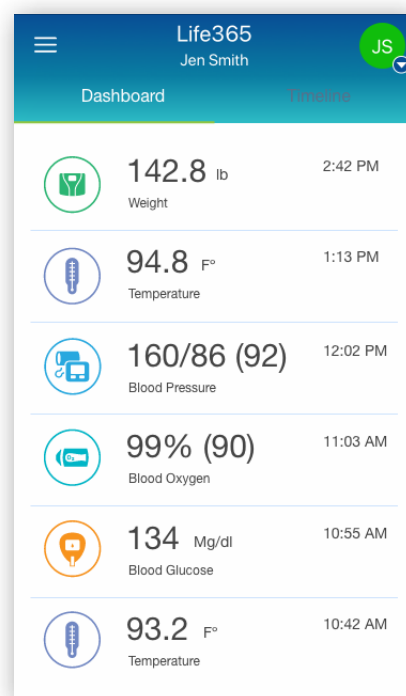 Life365
Jen Smith
JS
Dashboard Timeline
142.8 lb 2:42 PM
Weight
94.8 F° 1:13 PM
Temperature
160/86 (92) 12:02 PM
Blood Pressure
99% (90) 11:03 AM
Blood Oxygen
134 Mg/dl 10:55 AM
Blood Glucose
93.2 F° 10:42 AM
Temperature